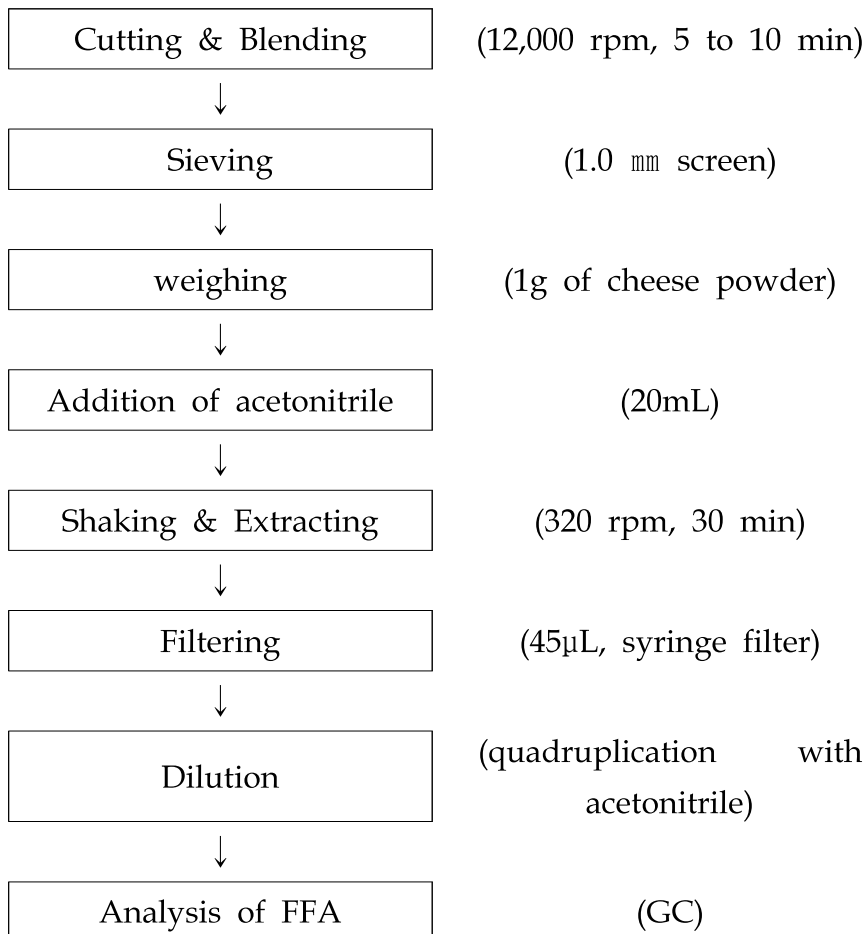 Cutting & Blending (12,000 rpm, 5 to 10 min)
↓
Sieving (1.0 ㎜ screen)
↓
weighing (1g of cheese powder)
↓
Addition of acetonitrile (20mL)
↓
Shaking & Extracting (320 rpm, 30 min)
↓
Filtering (45μL, syringe filter)
↓
Dilution (quadruplication with
acetonitrile)
↓
Analysis of FFA (GC)